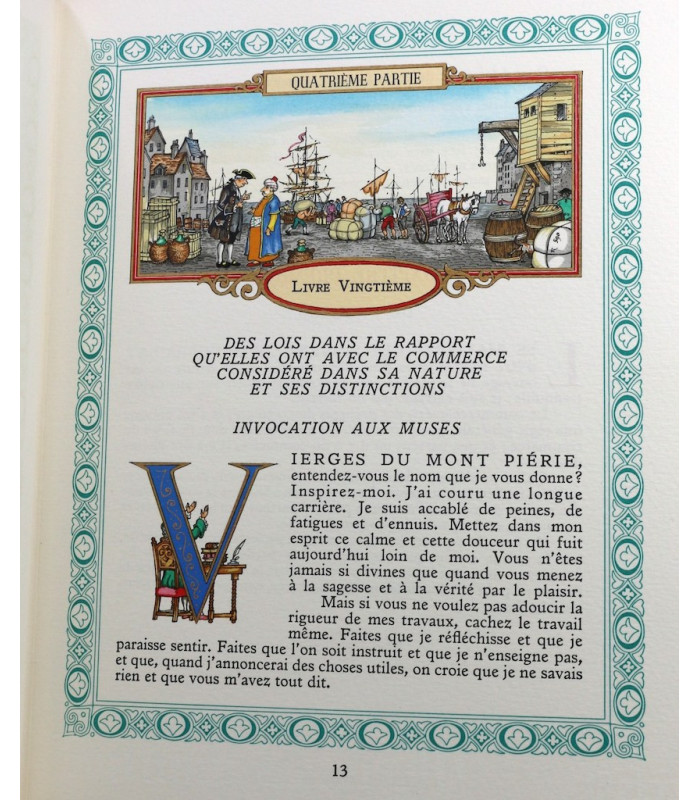 QUATRIÈME PARTIE
LIVRE VINGTIÈME
DES LOIS DANS LE RAPPORT
QU'ELLES ONT AVEC LE COMMERCE
CONSIDÉRÉ DANS SA NATURE
ET SES DISTINCTIONS
INVOCATION AUX MUSES
VIERGES DU MONT PIÉRIE,
entendez-vous le nom que je vous donne?
Inspirez-moi. J'ai couru une longue
carrière. Je suis accablé de peines, de
fatigues et d'ennuis. Mettez dans mon
esprit ce calme et cette douceur qui fuit
aujourd'hui loin de moi. Vous n'êtes
jamais si divines que quand vous menez
à la sagesse et à la vérité par le plaisir.
Mais si vous ne voulez pas adoucir la
rigueur de mes travaux, cachez le travail
même. Faites que je réfléchisse et que je
paraisse sentir. Faites que l'on soit instruit et que je n'enseigne pas,
et que, quand j'annoncerai des choses utiles, on croie que je ne savais
rien et que vous m'avez tout dit.
13